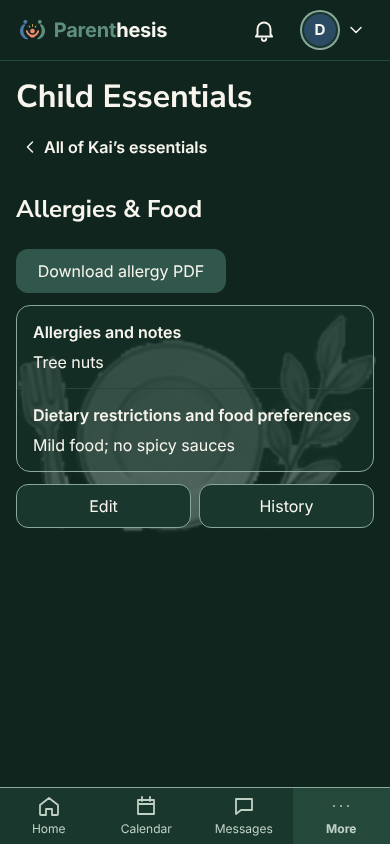 Parenthesis
D
Child Essentials
All of Kai’s essentials
Allergies & Food
Download allergy PDF
Allergies and notes
Tree nuts
Dietary restrictions and food preferences
Mild food; no spicy sauces
Edit
History
Home
Calendar
Messages
More